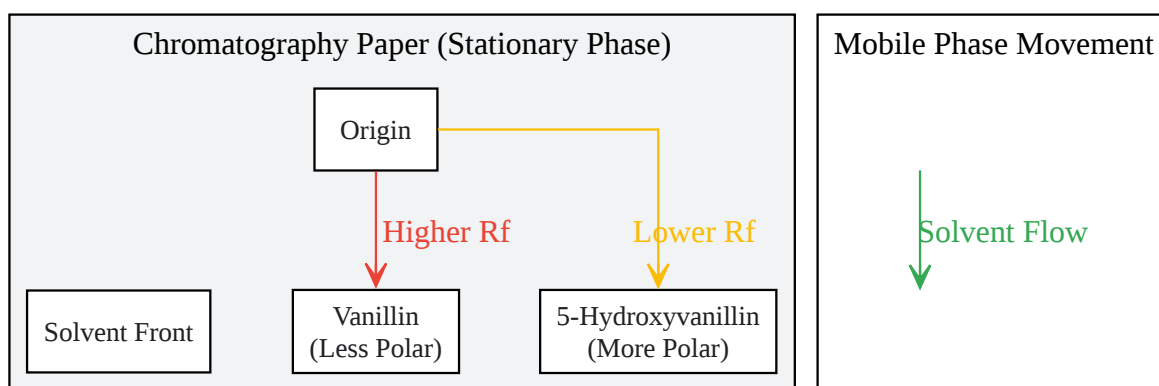 Chromatography Paper (Stationary Phase)
Mobile Phase Movement
Origin
Higher Rf
Lower Rf
Solvent Flow
Solvent Front
Vanillin
(Less Polar)
5-Hydroxyvanillin
(More Polar)